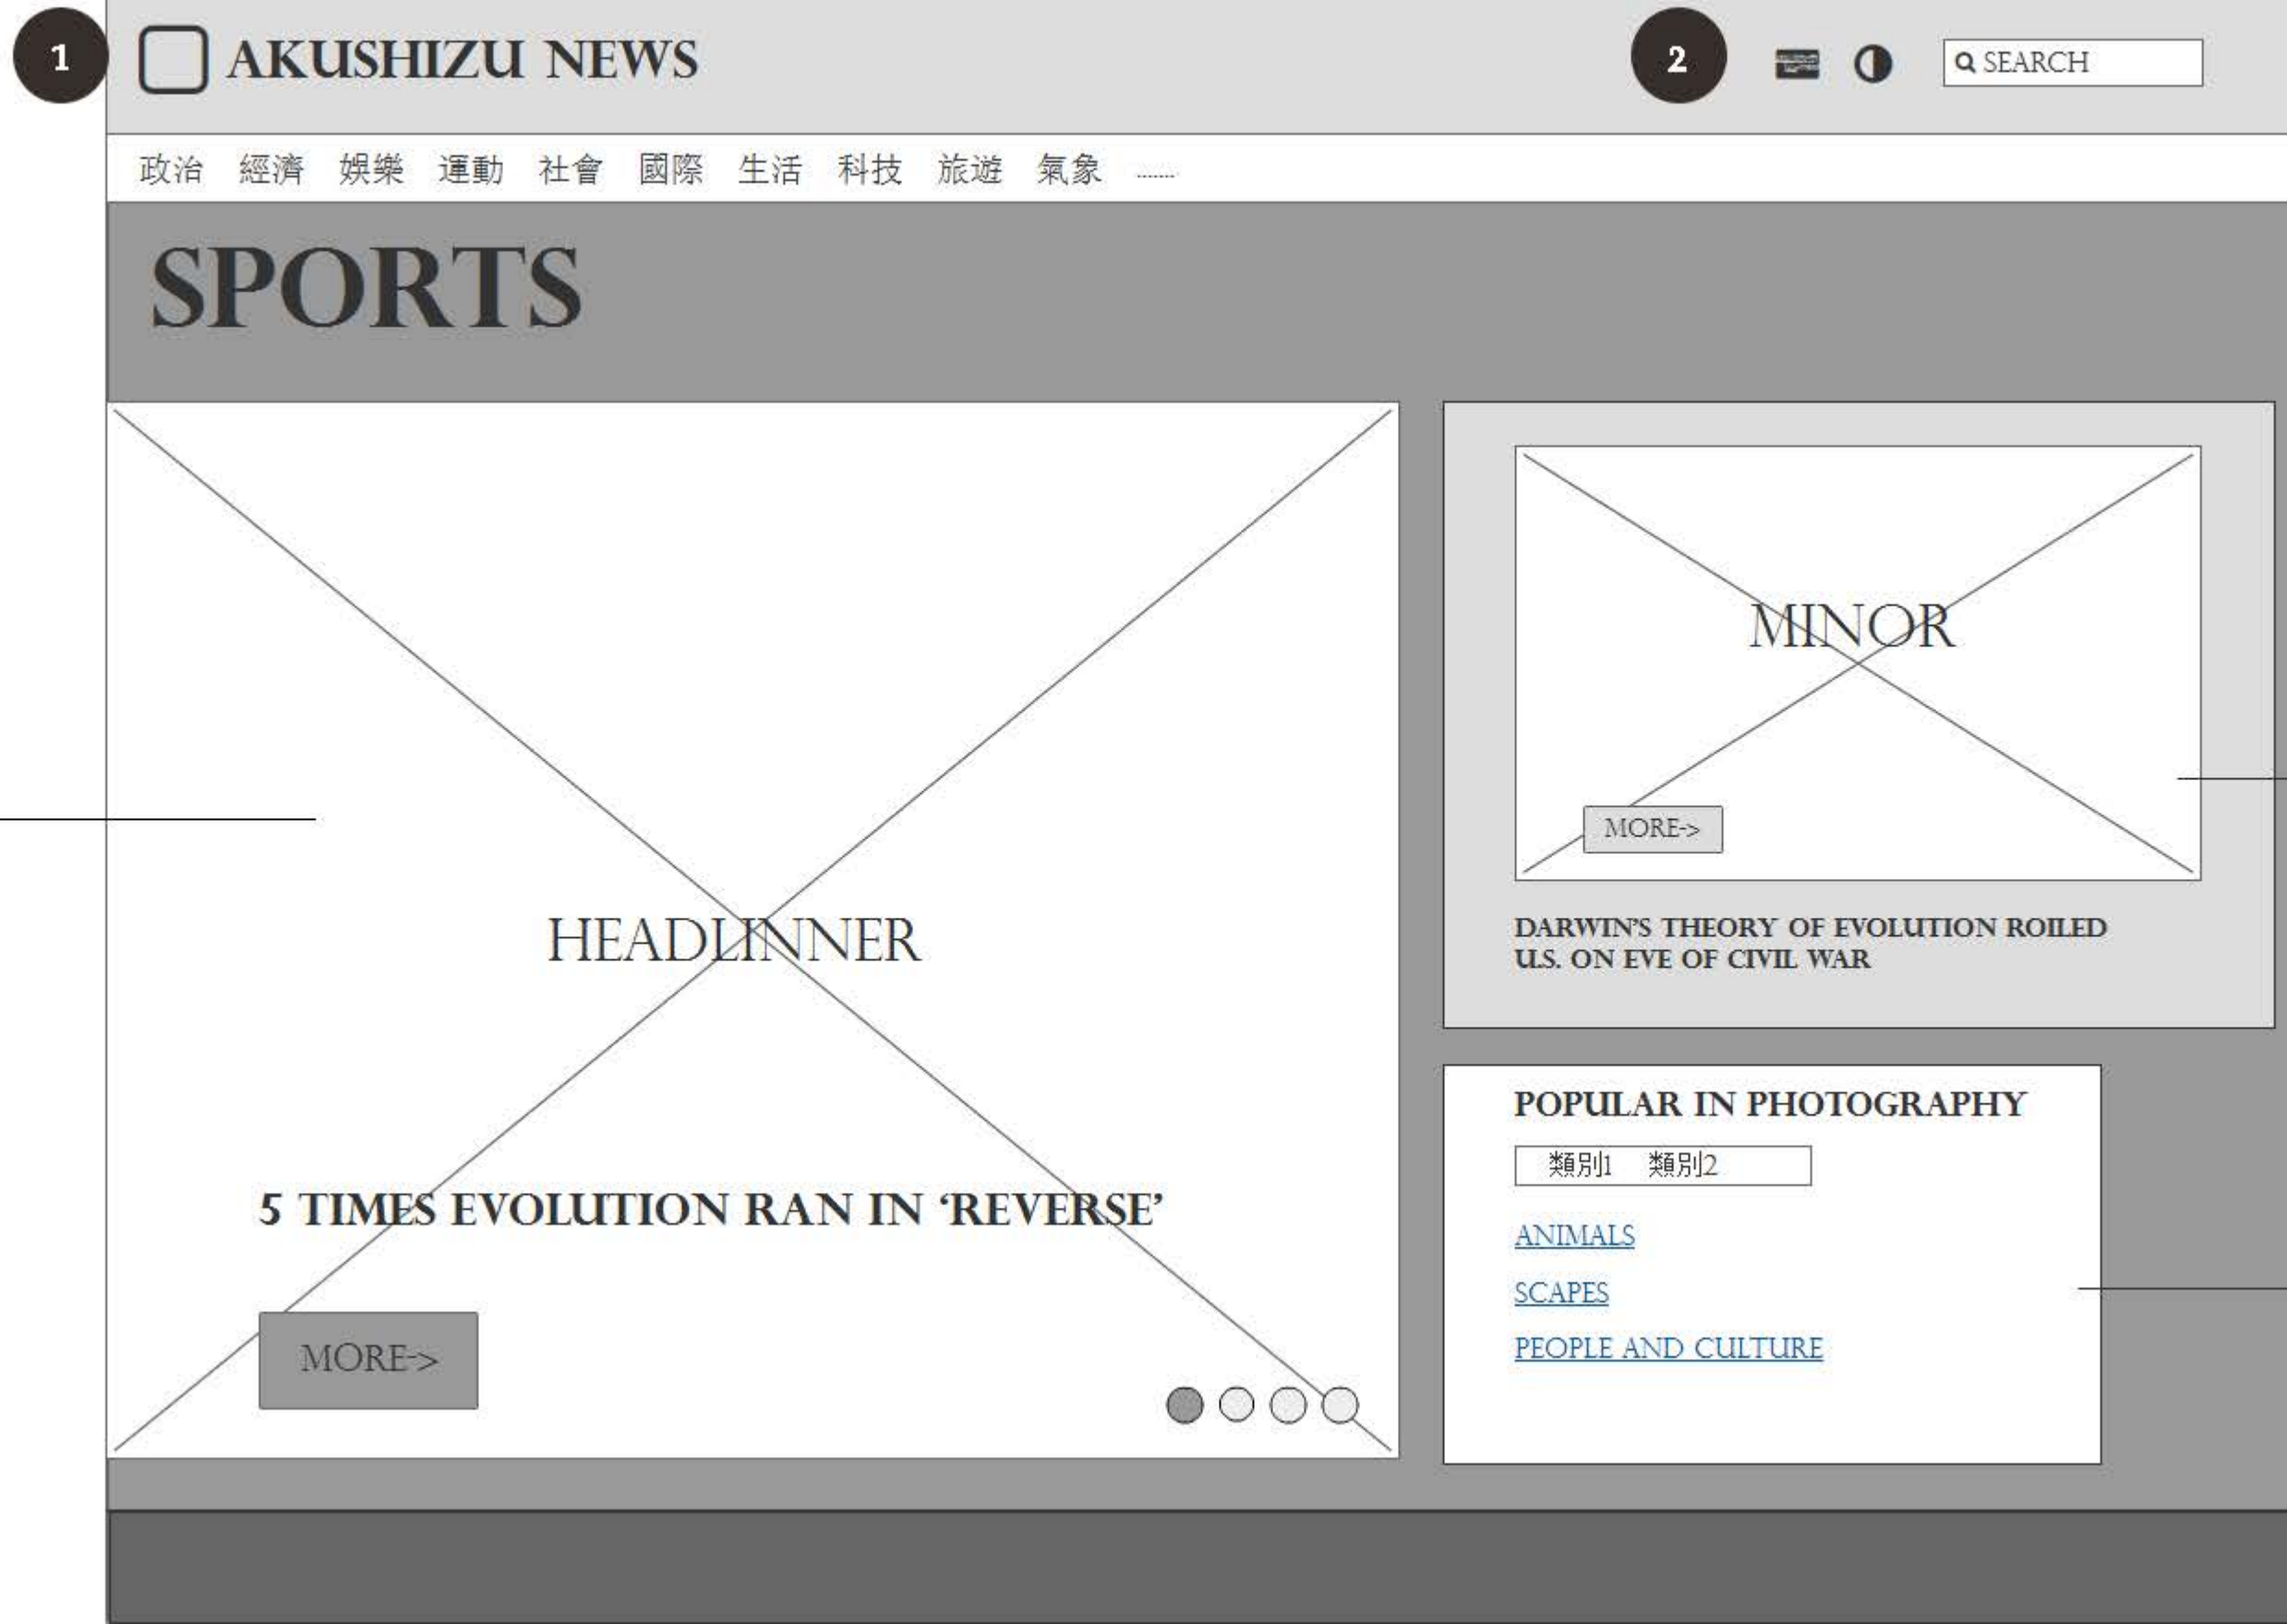 1
AKUSHIZU NEWS
2
SEARCH
政治 經濟 娛樂 運動 社會 國際 生活 科技 旅遊 氣象 ......
SPORTS
HEADLINNER
5 TIMES EVOLUTION RAN IN ‘REVERSE’
MORE->
MINOR
MORE->
DARWIN'S THEORY OF EVOLUTION ROILED
U.S. ON EVE OF CIVIL WAR
POPULAR IN PHOTOGRAPHY
類別1 類別2
ANIMALS
SCAPES
PEOPLE AND CULTURE